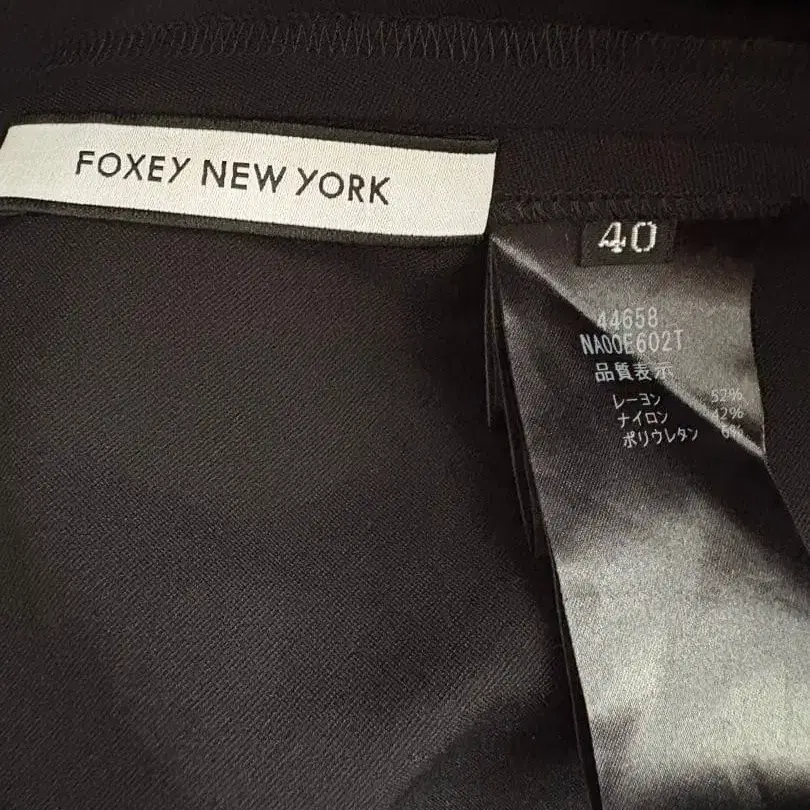 FOXEY NEW YORK
40
44658
NA00E602T
品質表示
レーヨン 52%
ナイロン 42%
ポリウレタン 6%